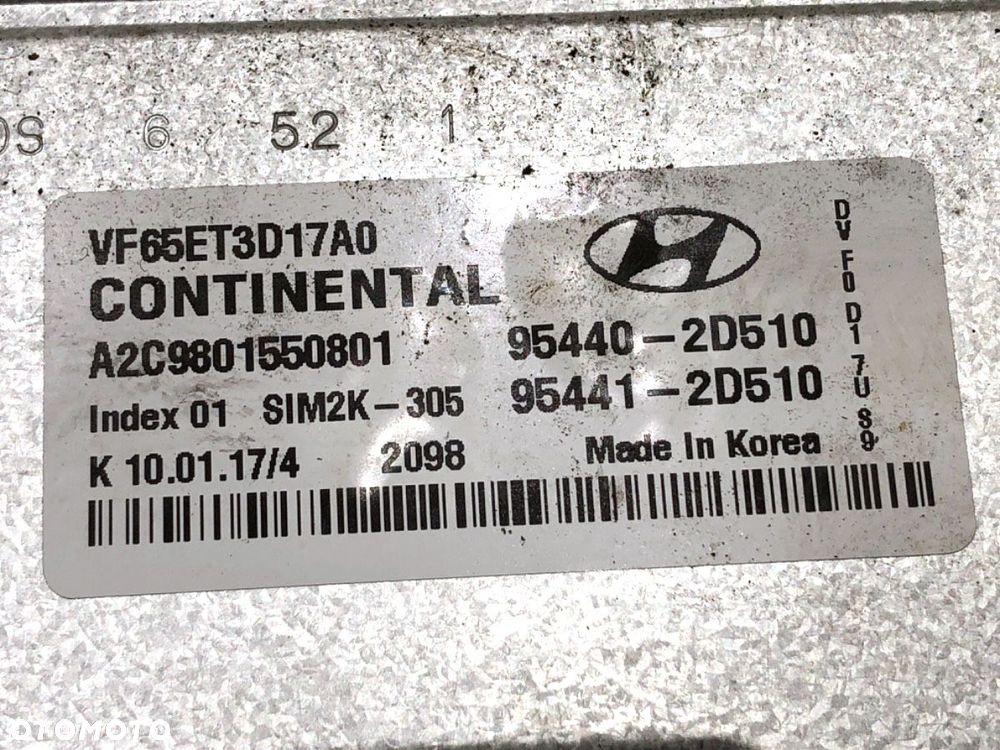 6 52 1
VF65ET3D17A0
CONTINENTAL
A2C9801550801
95440-2D510
Index 01 SIM2K-305
95441-2D510
K 10.01.17/4 2098 Made In Korea
DV F0 D1 7U S9
OTOMOTO